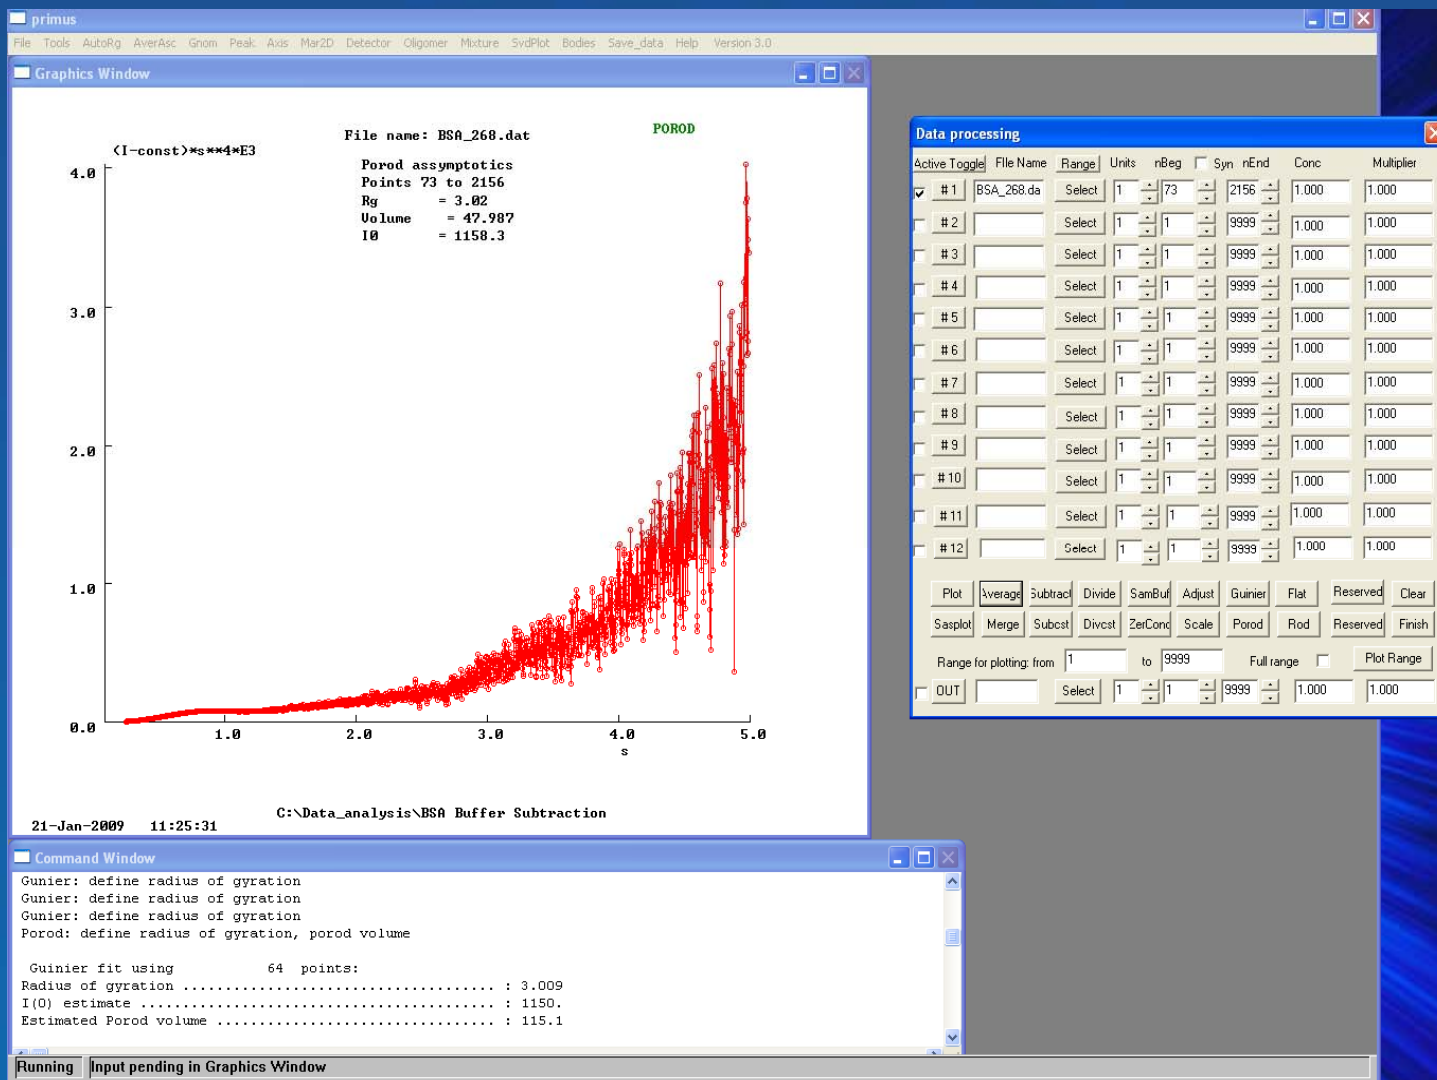 primus
File Tools AutoRg AverAsc Gnom Peak Axis Mar2D Detector Oligomer Mixture SvdPlot Bodies Save_data Help Version 3.0
Graphics Window
File name: BSA_268.dat
POROD
(I-const)*s**4*E3
Porod assymptotics
Points 73 to 2156
Rg = 3.02
Volume = 47.987
I0 = 1158.3
4.0
3.0
2.0
1.0
0.0
1.0 2.0 3.0 4.0 5.0
s
C:\Data_analysis\BSA Buffer Subtraction
21-Jan-2009 11:25:31
Command Window
Gunier: define radius of gyration
Gunier: define radius of gyration
Gunier: define radius of gyration
Porod: define radius of gyration, porod volume
Guinier fit using 64 points:
Radius of gyration ..................................... : 3.009
I(0) estimate .......................................... : 1150.
Estimated Porod volume ................................. : 115.1
Running Input pending in Graphics Window
Data processing
Active Toggle FIle Name Range Units nBeg Syn nEnd Conc Multiplier
#1 BSA_268.da Select 1 73 2156 1.000 1.000
#2 Select 1 1 9999 1.000 1.000
#3 Select 1 1 9999 1.000 1.000
#4 Select 1 1 9999 1.000 1.000
#5 Select 1 1 9999 1.000 1.000
#6 Select 1 1 9999 1.000 1.000
#7 Select 1 1 9999 1.000 1.000
#8 Select 1 1 9999 1.000 1.000
#9 Select 1 1 9999 1.000 1.000
#10 Select 1 1 9999 1.000 1.000
#11 Select 1 1 9999 1.000 1.000
#12 Select 1 1 9999 1.000 1.000
Plot Average Subtract Divide SamBuf Adjust Guinier Flat Reserved Clear
Sasplot Merge Subcst Divcst ZerConc Scale Porod Rod Reserved Finish
Range for plotting: from 1 to 9999 Full range Plot Range
OUT Select 1 1 9999 1.000 1.000